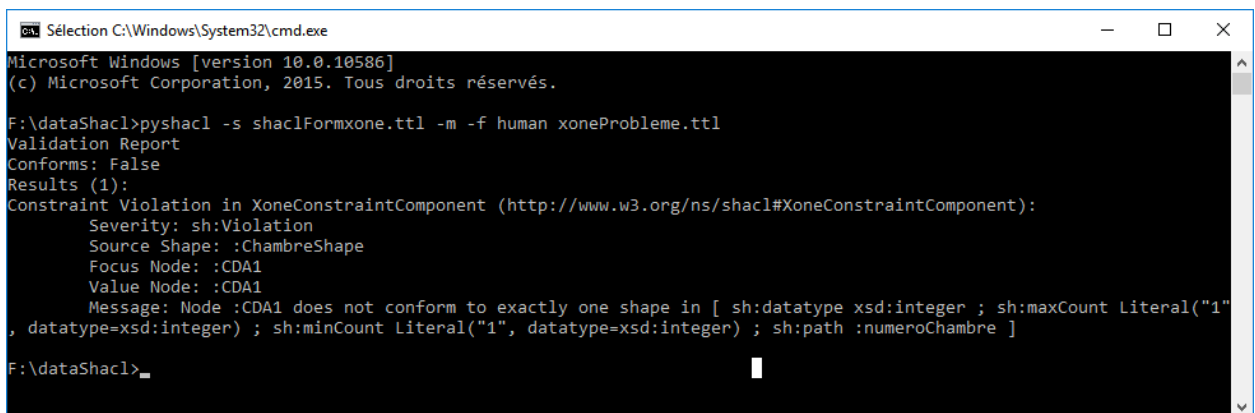 Sélection C:\Windows\System32\cmd.exe
Microsoft Windows [version 10.0.10586]
(c) Microsoft Corporation, 2015. Tous droits réservés.
F:\dataShacl>pyshacl -s shaclFormxone.ttl -m -f human xoneProbleme.ttl
Validation Report
Conforms: False
Results (1):
Constraint Violation in XoneConstraintComponent (http://www.w3.org/ns/shacl#XoneConstraintComponent):
Severity: sh:Violation
Source Shape: :ChambreShape
Focus Node: :CDA1
Value Node: :CDA1
Message: Node :CDA1 does not conform to exactly one shape in [ sh:datatype xsd:integer ; sh:maxCount Literal("1"
, datatype=xsd:integer) ; sh:minCount Literal("1", datatype=xsd:integer) ; sh:path :numeroChambre ]
F:\dataShacl>